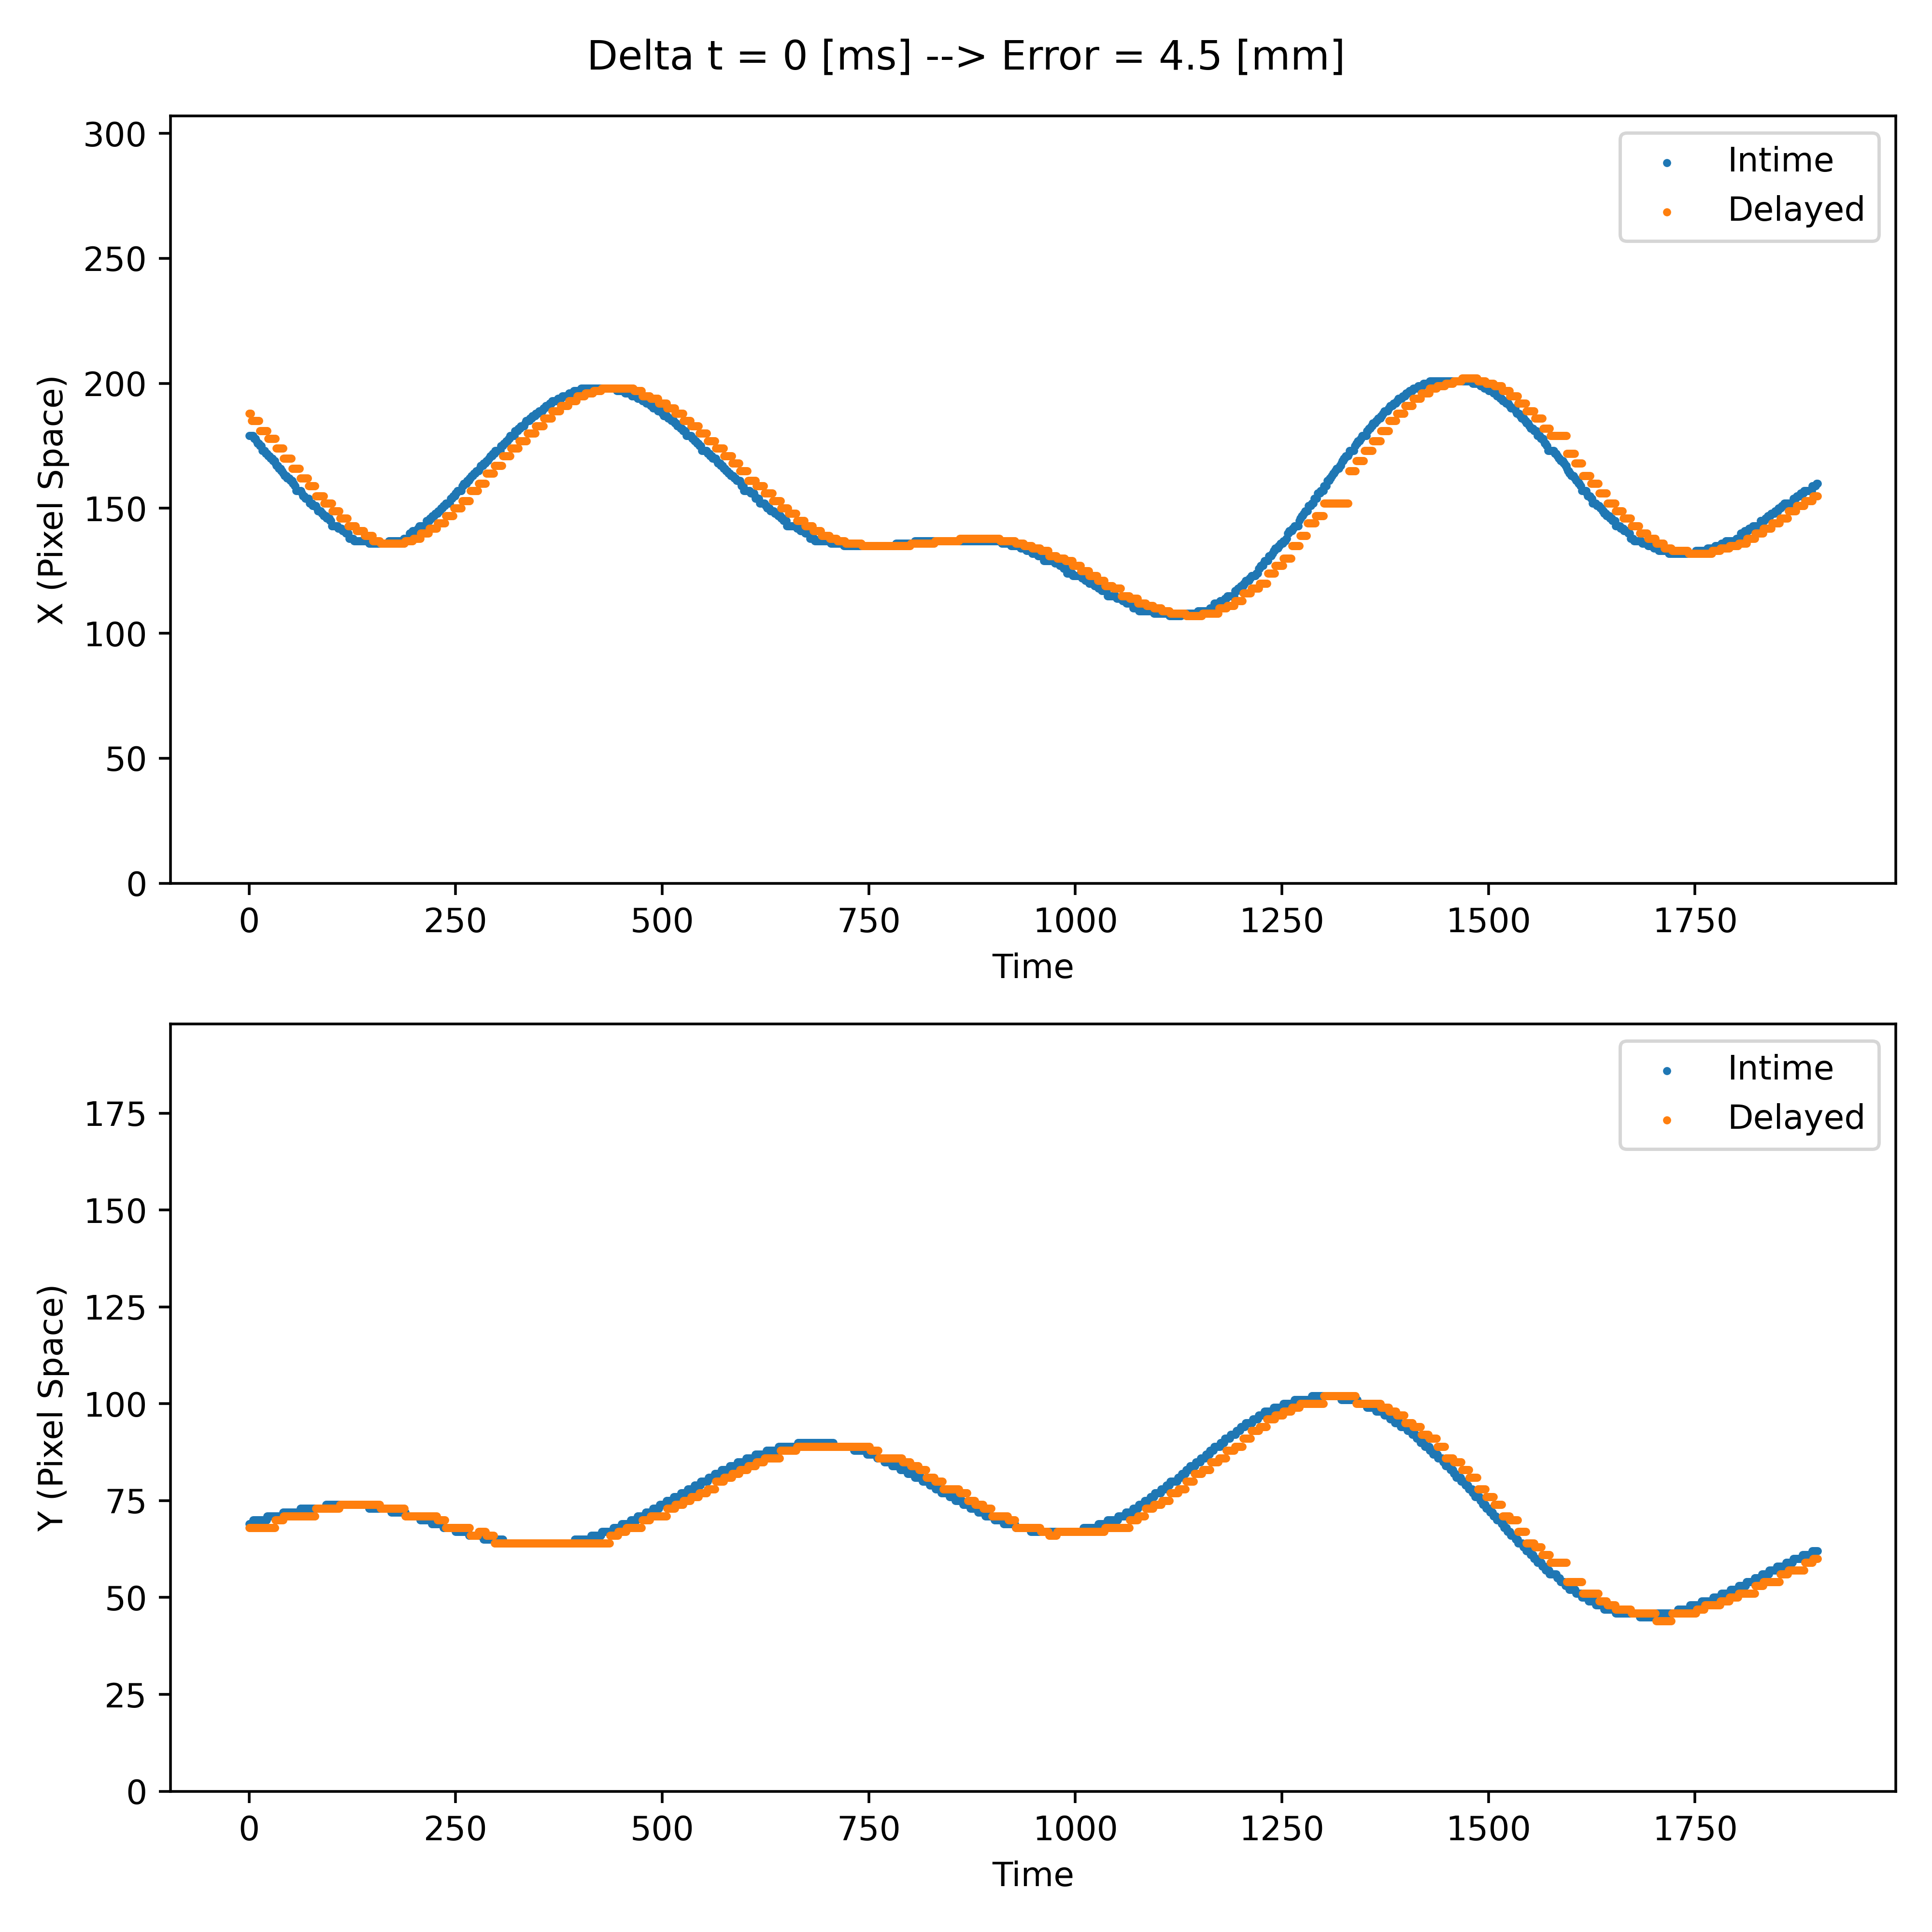 Delta t = 0 [ms] --> Error = 4.5 [mm]
300
250
200
150
100
50
0
X (Pixel Space)
Intime
Delayed
0 250 500 750 1000 1250 1500 1750
Time
175
150
125
100
75
50
25
0
Y (Pixel Space)
Intime
Delayed
0 250 500 750 1000 1250 1500 1750
Time